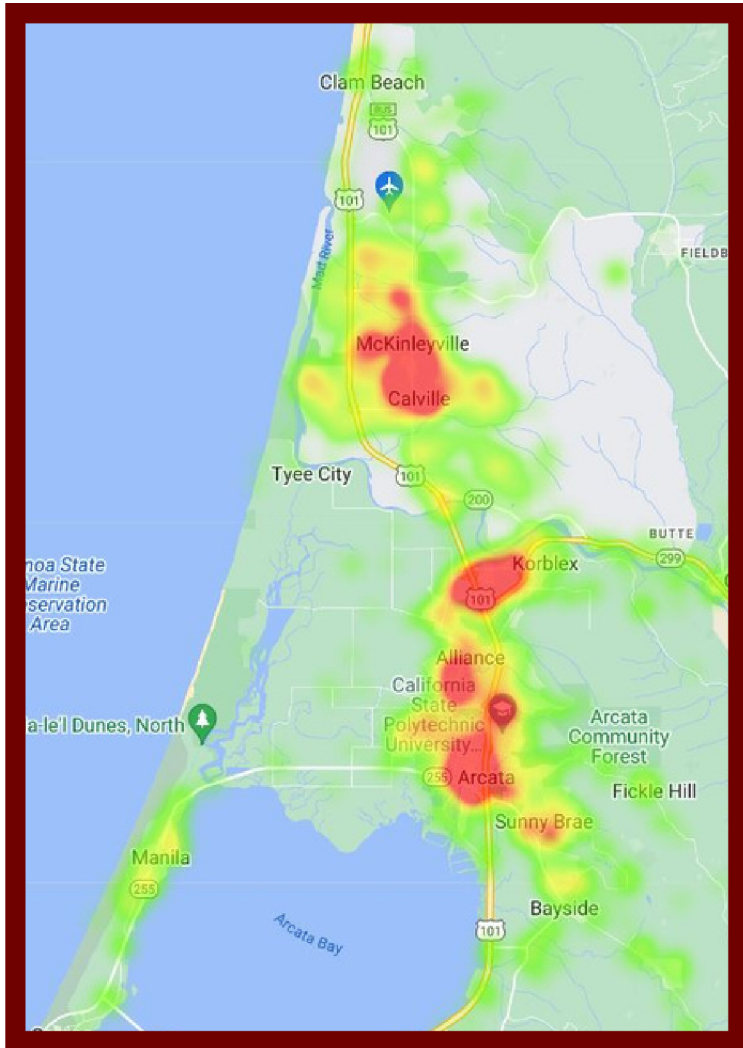 Clam Beach
BUS
101
101
Mad River
FIELDB
McKinleyville
Calville
Tyee City
101
200
BUTTE
299
Korblex
noa State
Marine
servation
Area
101
Alliance
California
State
Polytechnic
University...
a-le'l Dunes, North
Arcata
Community
Forest
255
Arcata
Fickle Hill
Sunny Brae
Manila
255
Bayside
Arcata Bay
101